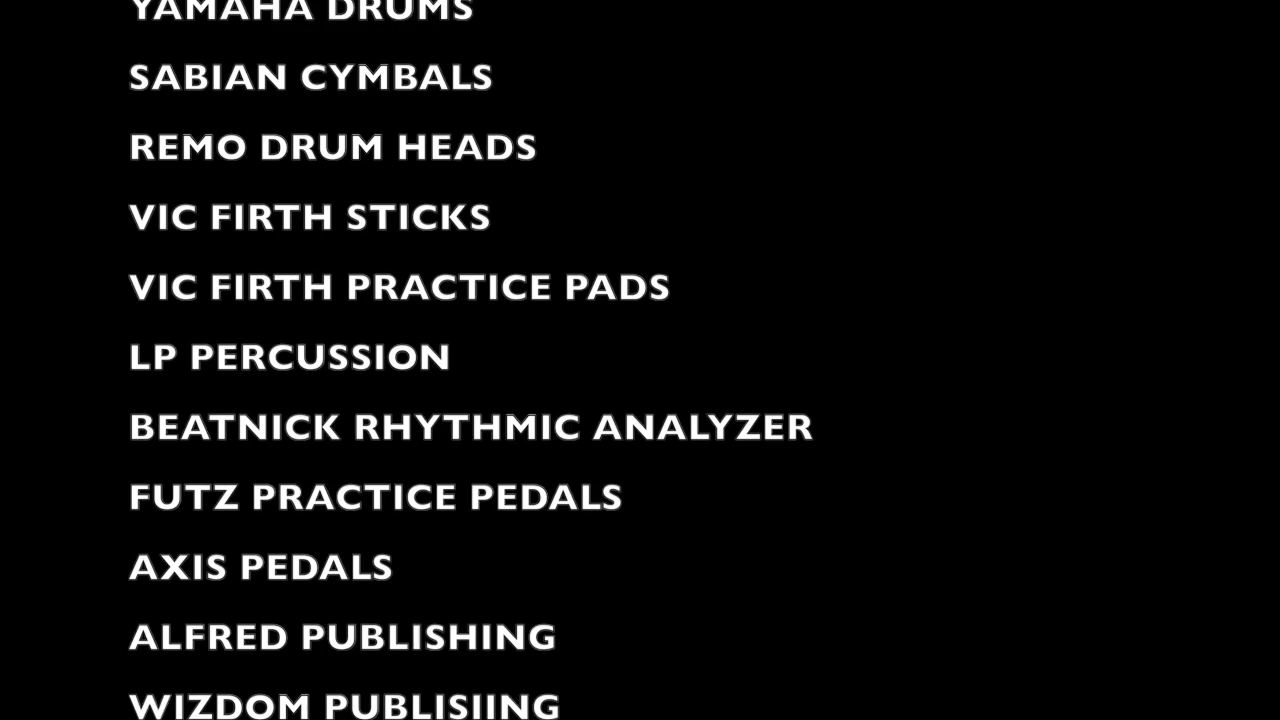 YAMAHA DRUMS
SABIAN CYMBALS
REMO DRUM HEADS
VIC FIRTH STICKS
VIC FIRTH PRACTICE PADS
LP PERCUSSION
BEATNICK RHYTHMIC ANALYZER
FUTZ PRACTICE PEDALS
AXIS PEDALS
ALFRED PUBLISHING
WIZDOM PUBLISIING